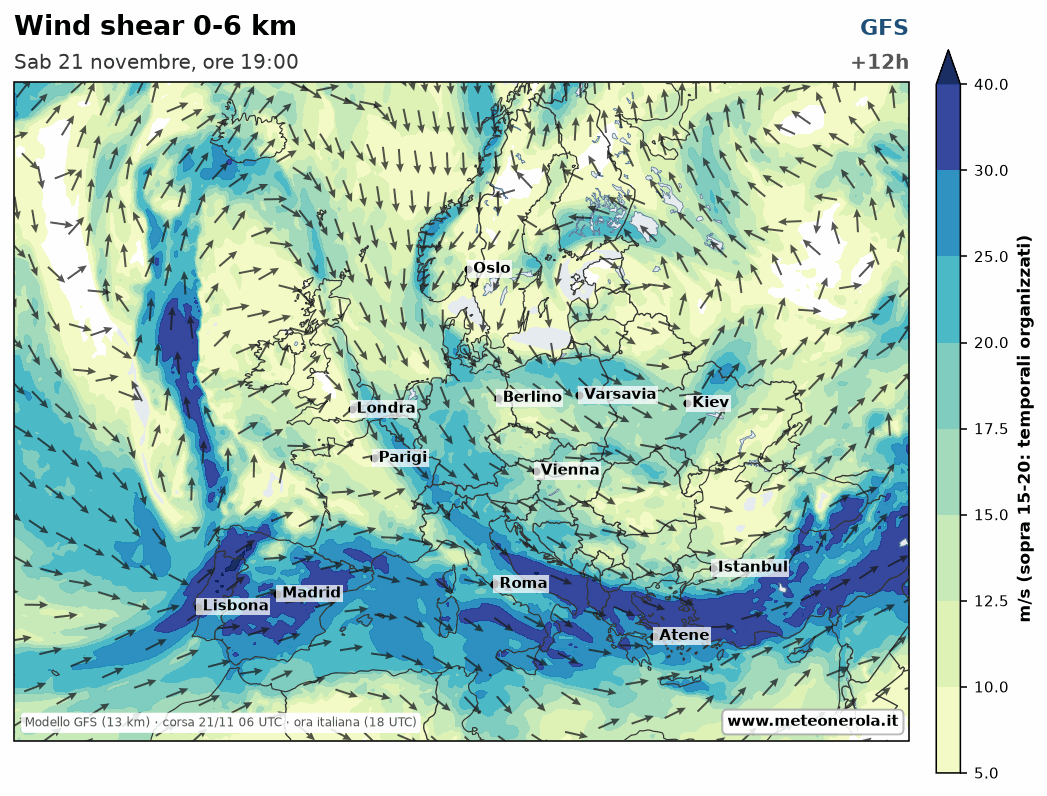 Wind shear 0-6 km
GFS
Sab 21 novembre, ore 19:00
+12h
40.0
30.0
25.0
20.0
17.5
15.0
12.5
10.0
5.0
m/s (sopra 15-20: temporali organizzati)
Oslo
Berlino
Varsavia
Kiev
Londra
Parigi
Vienna
Istanbul
Roma
Madrid
Lisbona
Atene
Modello GFS (13 km) · corsa 21/11 06 UTC · ora italiana (18 UTC)
www.meteonerola.it